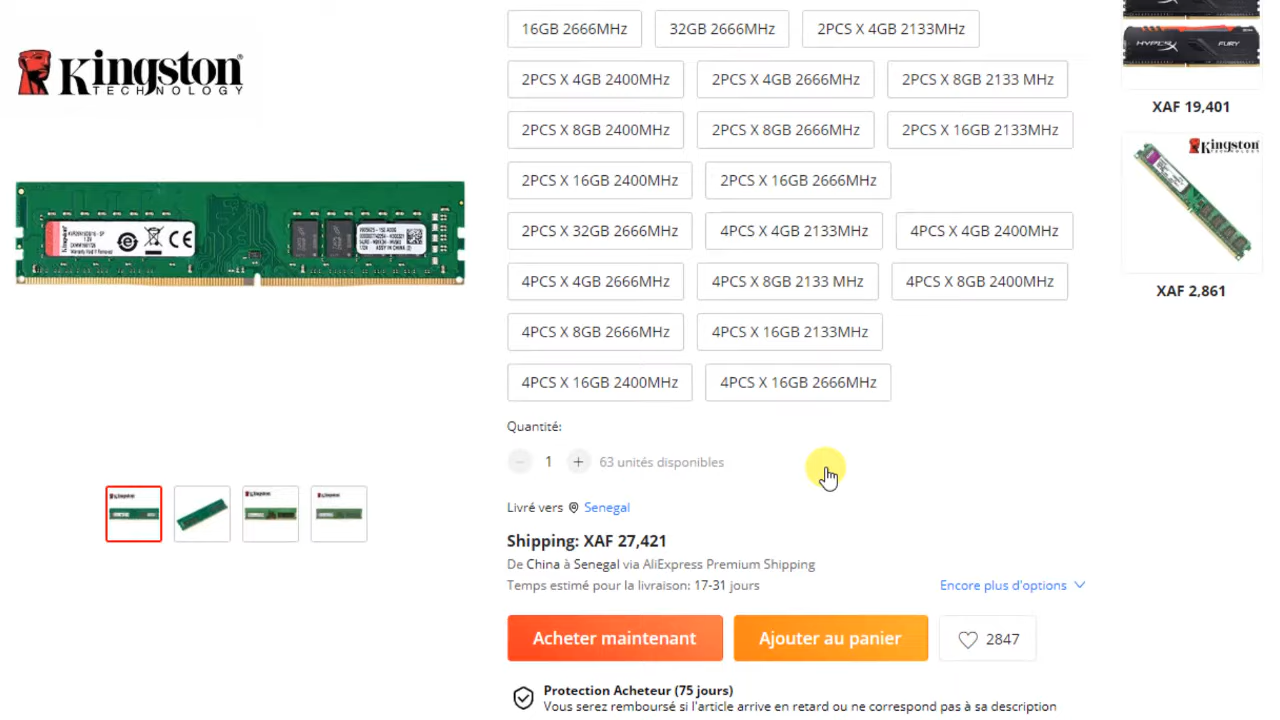 Kingston
TECHNOLOGY
16GB 2666MHz
32GB 2666MHz
2PCS X 4GB 2133MHz
2PCS X 4GB 2400MHz
2PCS X 4GB 2666MHz
2PCS X 8GB 2133 MHz
2PCS X 8GB 2400MHz
2PCS X 8GB 2666MHz
2PCS X 16GB 2133MHz
2PCS X 16GB 2400MHz
2PCS X 16GB 2666MHz
2PCS X 32GB 2666MHz
4PCS X 4GB 2133MHz
4PCS X 4GB 2400MHz
4PCS X 4GB 2666MHz
4PCS X 8GB 2133 MHz
4PCS X 8GB 2400MHz
4PCS X 8GB 2666MHz
4PCS X 16GB 2133MHz
4PCS X 16GB 2400MHz
4PCS X 16GB 2666MHz
Quantité:
1
63 unités disponibles
Livré vers Senegal
Shipping: XAF 27,421
De China à Senegal via AliExpress Premium Shipping
Temps estimé pour la livraison: 17-31 jours
Encore plus d'options
Acheter maintenant
Ajouter au panier
2847
Protection Acheteur (75 jours)
Vous serez remboursé si l'article arrive en retard ou ne correspond pas à sa description
HYPERX FURY
XAF 19,401
Kingston
XAF 2,861